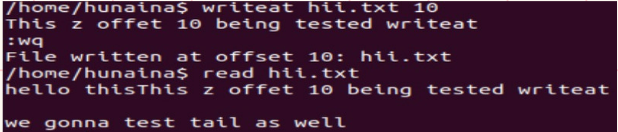 /home/hunaina$ writeat hii.txt 10
This z offet 10 being tested writeat
:wq
File written at offset 10: hii.txt
/home/hunaina$ read hii.txt
hello thisThis z offet 10 being tested writeat
we gonna test tail as well